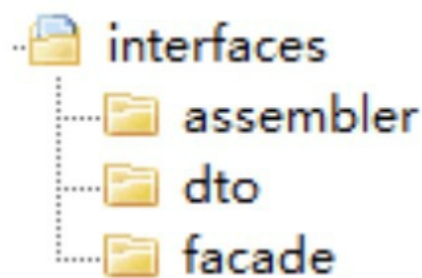 interfaces
assembler
dto
facade